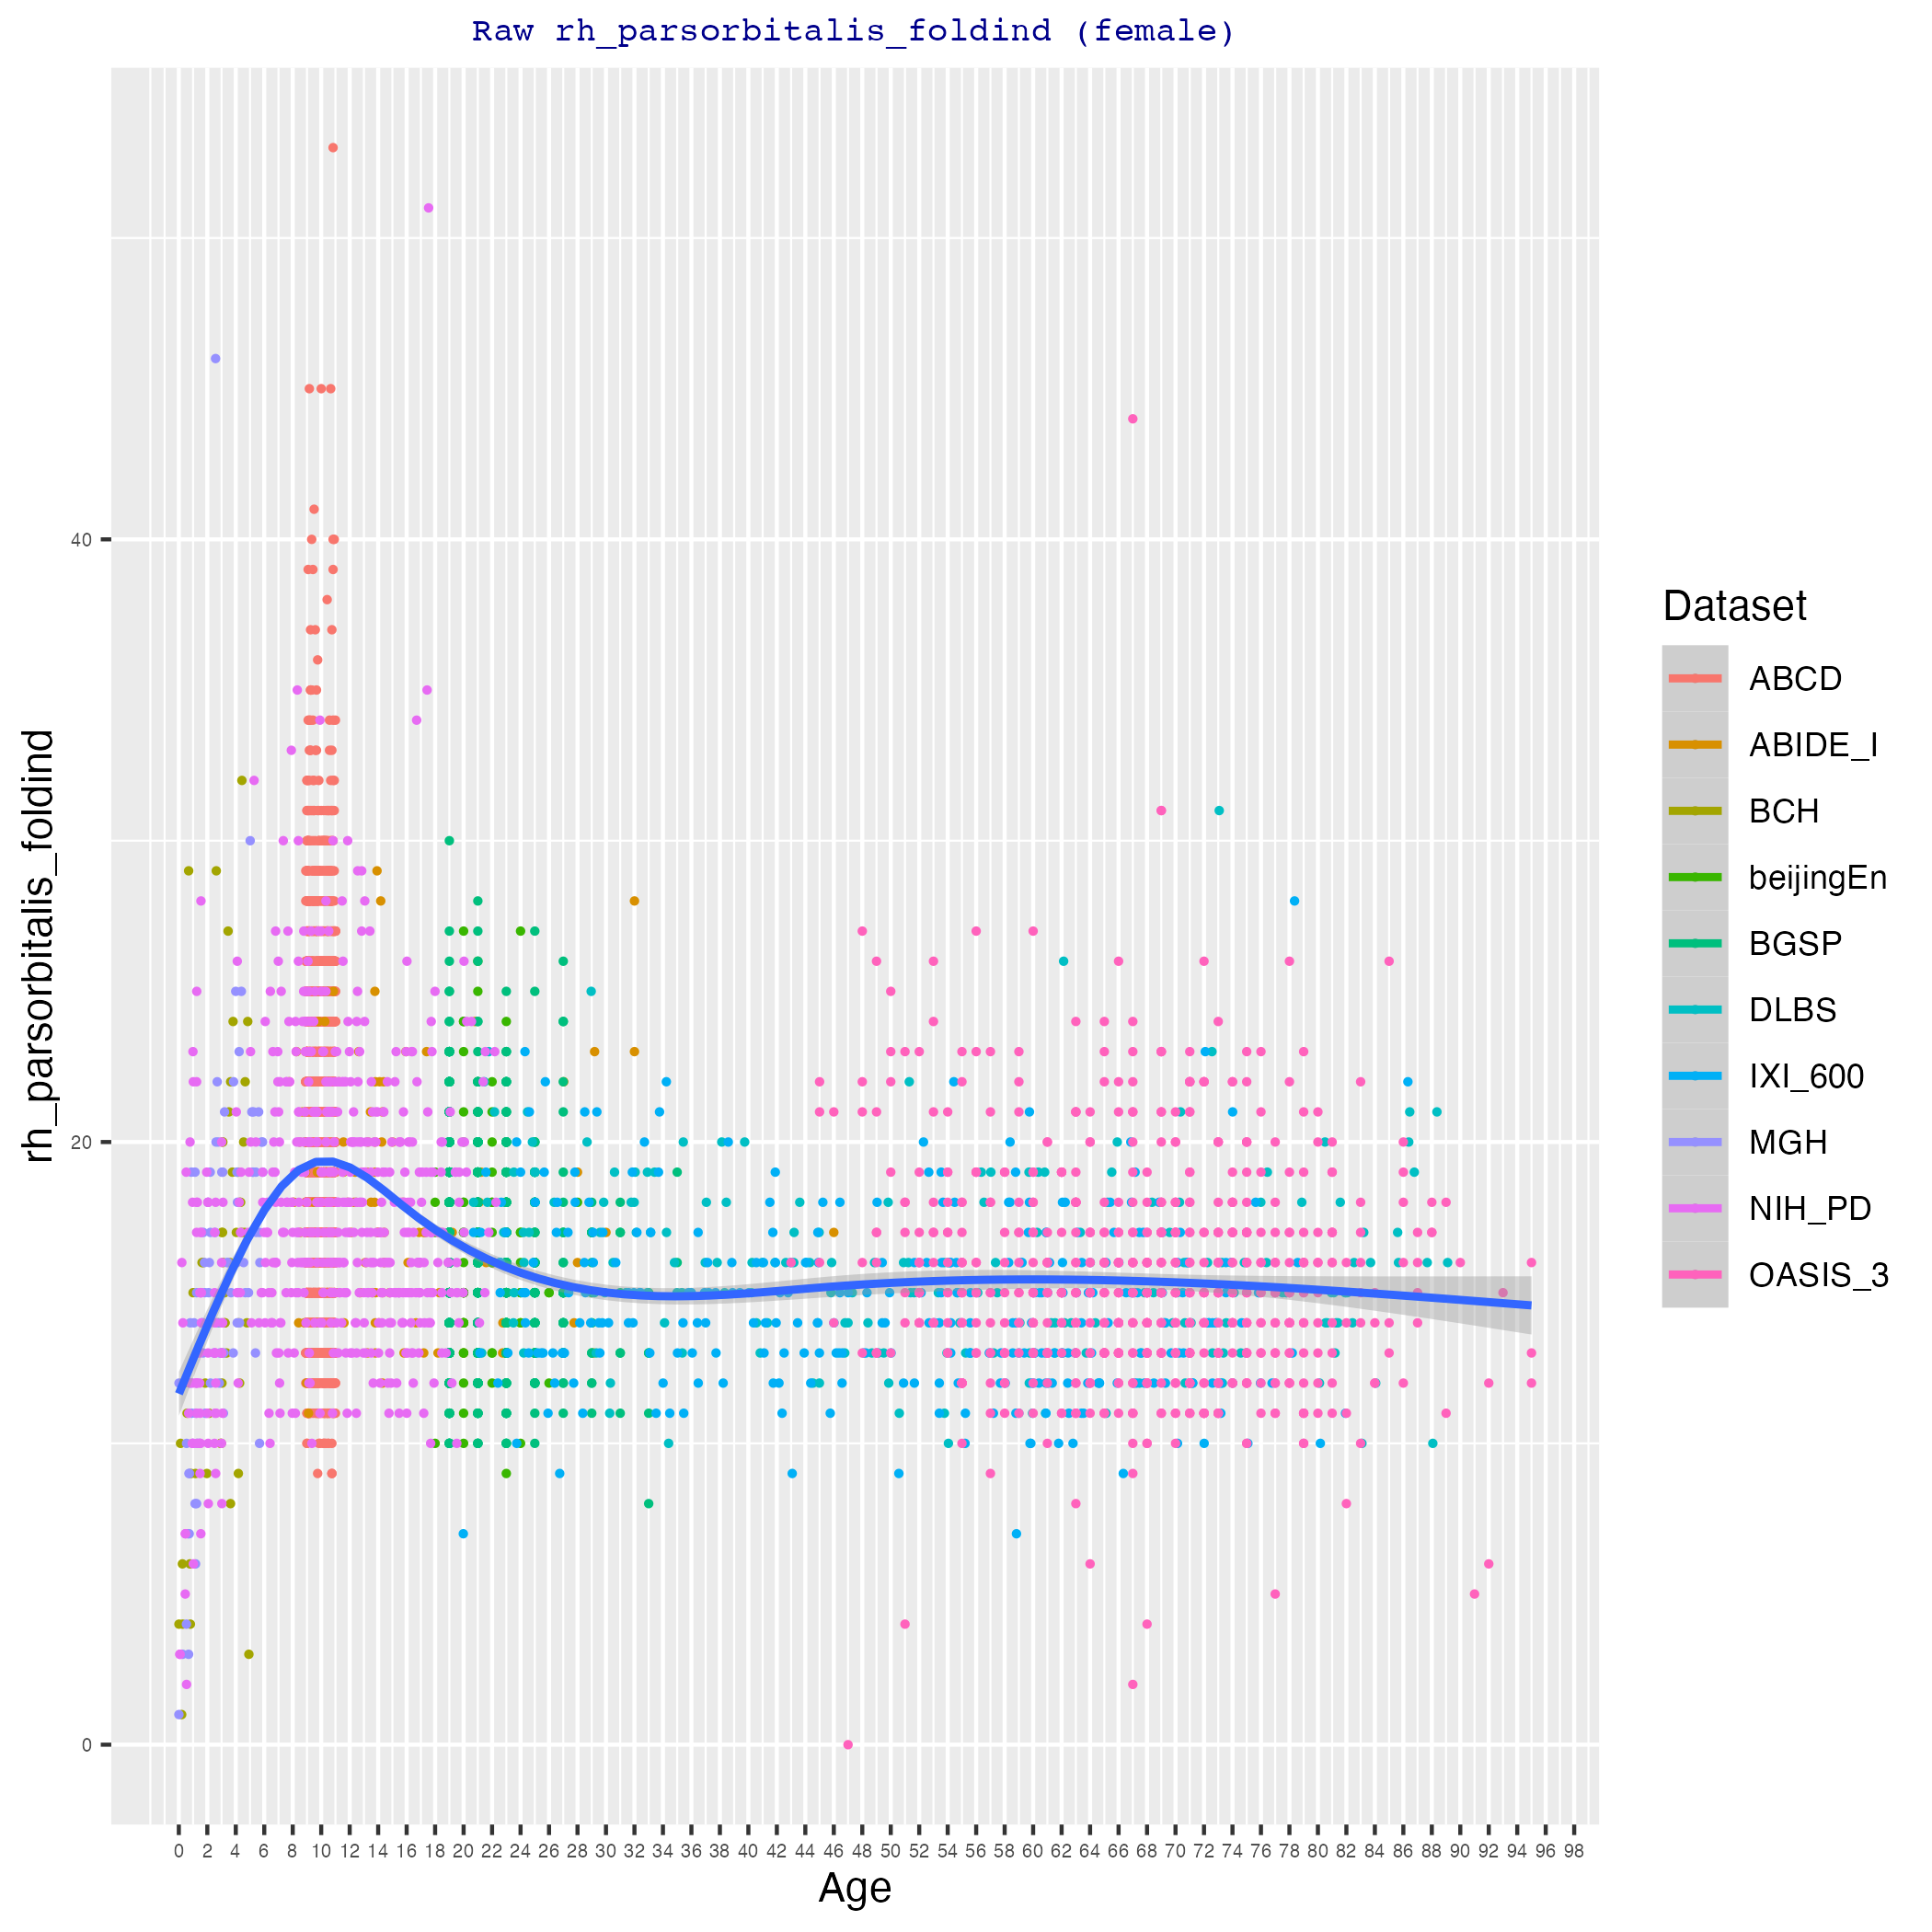 Raw rh_parsorbitalis_foldind (female)
rh_parsorbitalis_foldind
40
20
0
0 2 4 6 8 10 12 14 16 18 20 22 24 26 28 30 32 34 36 38 40 42 44 46 48 50 52 54 56 58 60 62 64 66 68 70 72 74 76 78 80 82 84 86 88 90 92 94 96 98
Age
Dataset
ABCD
ABIDE_I
BCH
beijingEn
BGSP
DLBS
IXI_600
MGH
NIH_PD
OASIS_3